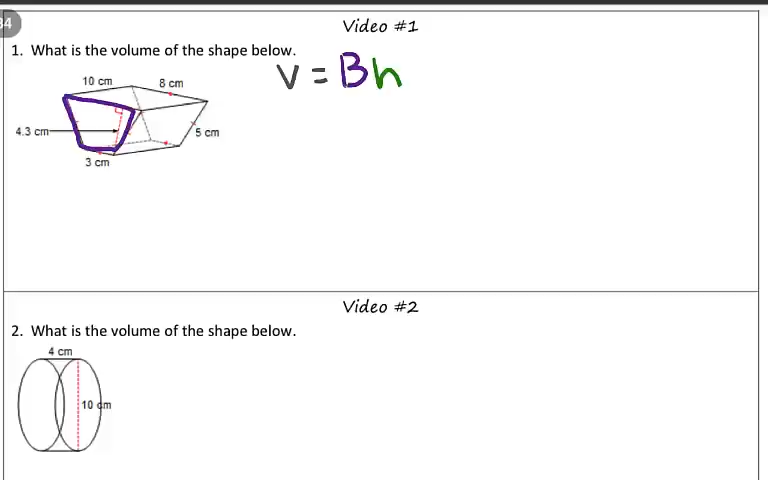 34
Video #1
1. What is the volume of the shape below.
V = Bh
10 cm
8 cm
4.3 cm
5 cm
3 cm
Video #2
2. What is the volume of the shape below.
4 cm
10 cm